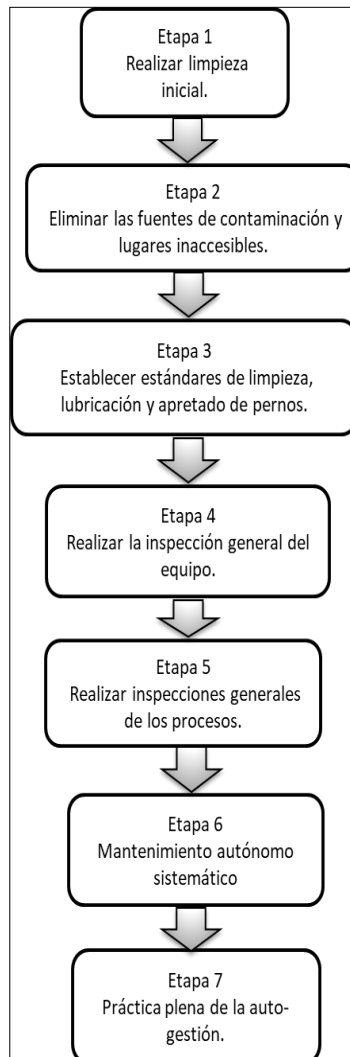 Etapa 1
Realizar limpieza
inicial.
Etapa 2
Eliminar las fuentes de contaminación y
lugares inaccesibles.
Etapa 3
Establecer estándares de limpieza,
lubricación y apretado de pernos.
Etapa 4
Realizar la inspección general del
equipo.
Etapa 5
Realizar inspecciones generales
de los procesos.
Etapa 6
Mantenimiento autónomo
sistemático
Etapa 7
Práctica plena de la auto-
gestión.